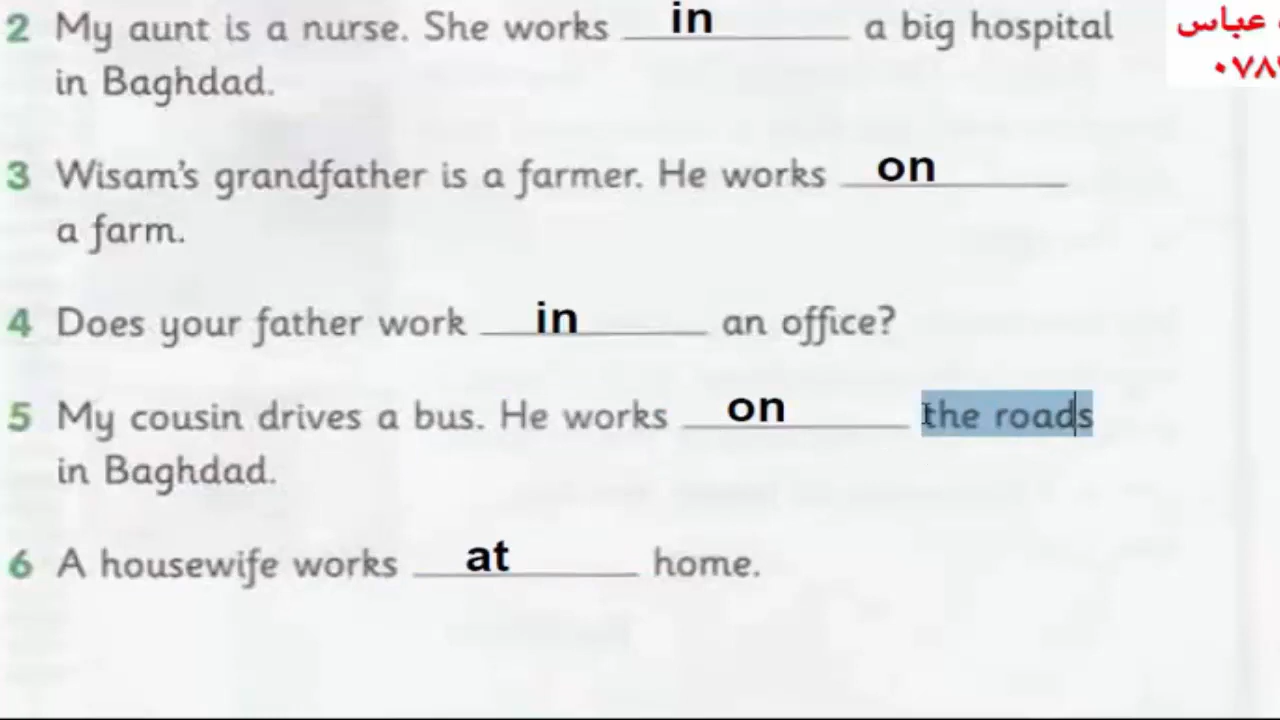 2 My aunt is a nurse. She works in a big hospital
in Baghdad.
عباس
3 Wisam's grandfather is a farmer. He works on
a farm.
4 Does your father work in an office?
5 My cousin drives a bus. He works on the roads
in Baghdad.
6 A housewife works at home.